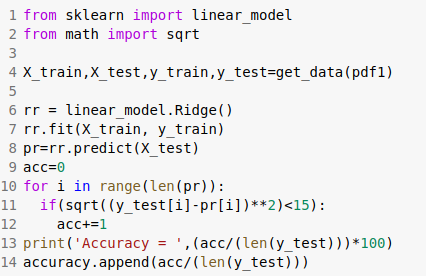 1 from sklearn import linear_model
2 from math import sqrt
3
4 X_train,X_test,y_train,y_test=get_data(pdf1)
5
6 rr = linear_model.Ridge()
7 rr.fit(X_train, y_train)
8 pr=rr.predict(X_test)
9 acc=0
10 for i in range(len(pr)):
11   if(sqrt((y_test[i]-pr[i])**2)<15):
12     acc+=1
13 print('Accuracy = ',(acc/(len(y_test)))*100)
14 accuracy.append(acc/(len(y_test)))